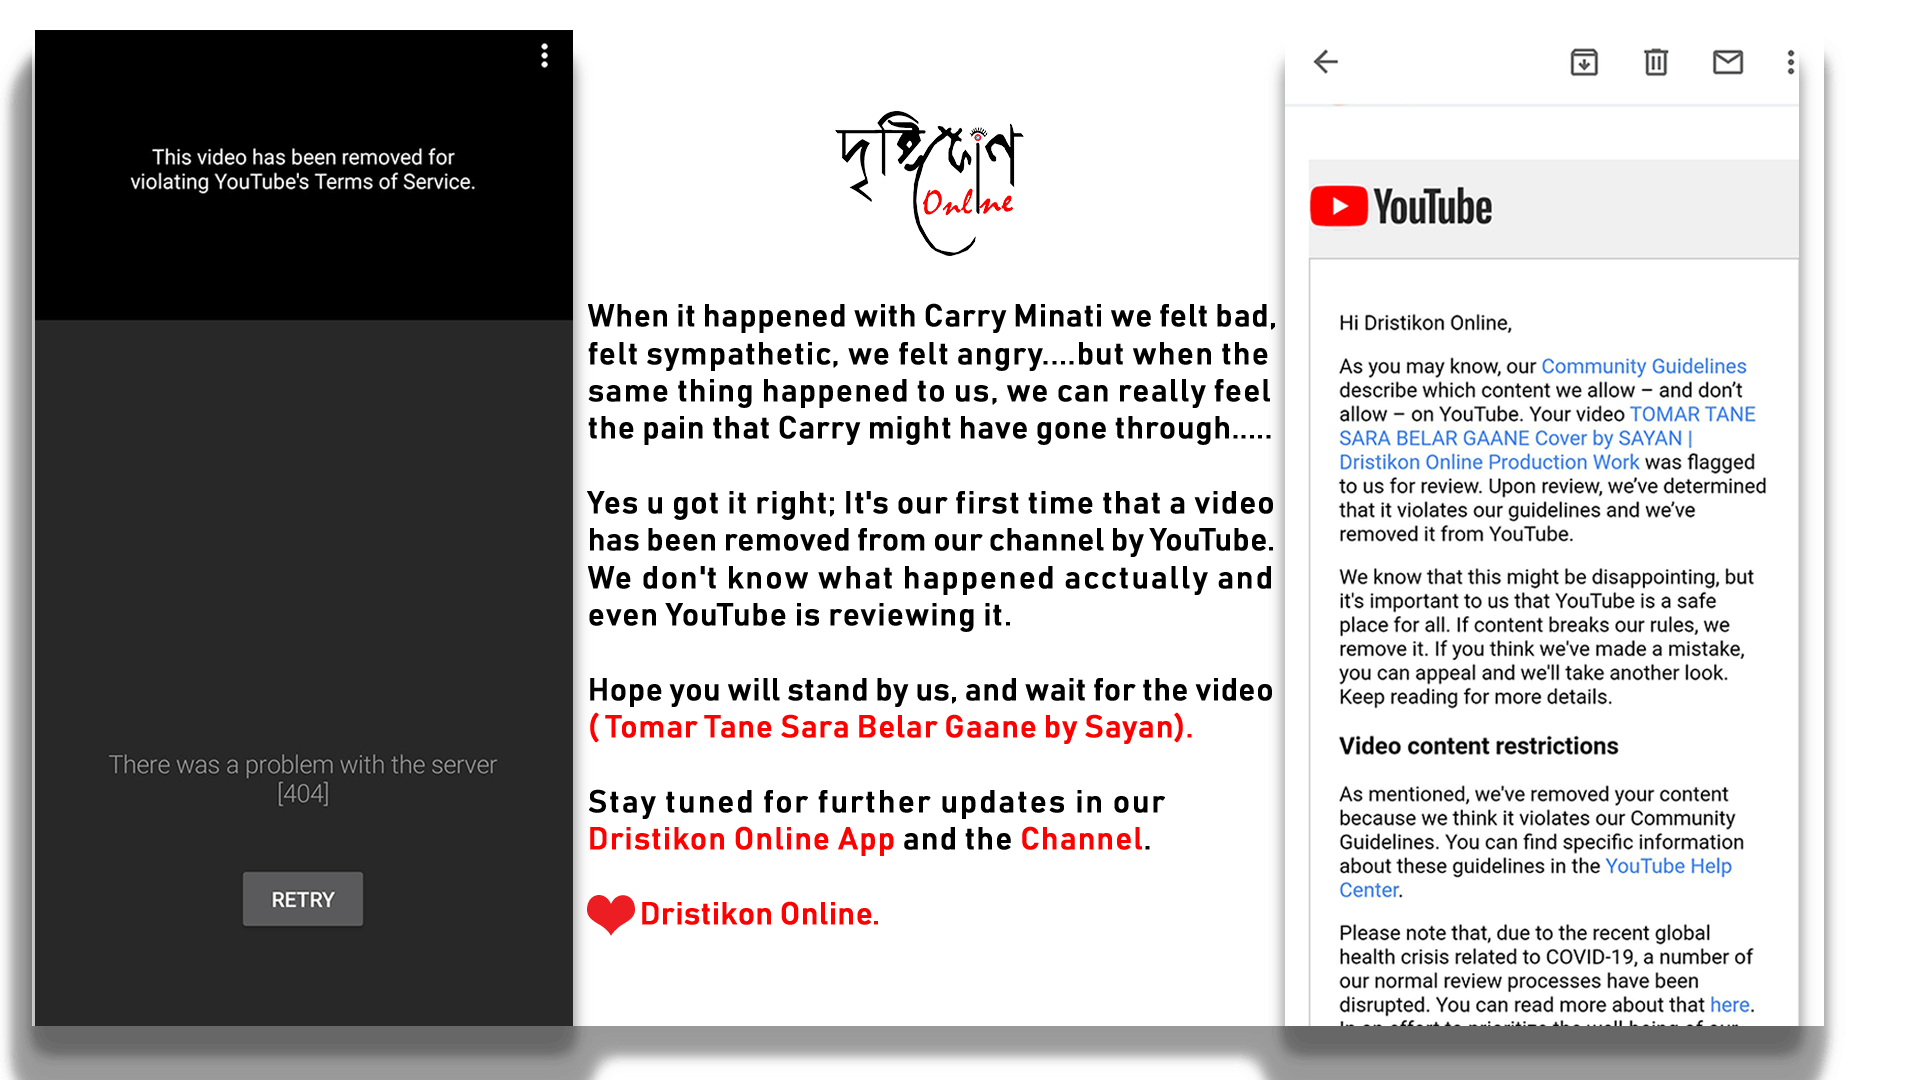 This video has been removed for
violating YouTube's Terms of Service.
There was a problem with the server
[404]
RETRY
দৃষ্টিকোণ
Online
When it happened with Carry Minati we felt bad,
felt sympathetic, we felt angry....but when the
same thing happened to us, we can really feel
the pain that Carry might have gone through.....
Yes u got it right; It's our first time that a video
has been removed from our channel by YouTube.
We don't know what happened acctually and
even YouTube is reviewing it.
Hope you will stand by us, and wait for the video
( Tomar Tane Sara Belar Gaane by Sayan).
Stay tuned for further updates in our
Dristikon Online App and the Channel.
Dristikon Online.
YouTube
Hi Dristikon Online,
As you may know, our Community Guidelines
describe which content we allow – and don’t
allow – on YouTube. Your video TOMAR TANE
SARA BELAR GAANE Cover by SAYAN |
Dristikon Online Production Work was flagged
to us for review. Upon review, we’ve determined
that it violates our guidelines and we’ve
removed it from YouTube.
We know that this might be disappointing, but
it's important to us that YouTube is a safe
place for all. If content breaks our rules, we
remove it. If you think we've made a mistake,
you can appeal and we'll take another look.
Keep reading for more details.
Video content restrictions
As mentioned, we've removed your content
because we think it violates our Community
Guidelines. You can find specific information
about these guidelines in the YouTube Help
Center.
Please note that, due to the recent global
health crisis related to COVID-19, a number of
our normal review processes have been
disrupted. You can read more about that here.
In an effort to prioritize the well-being of our